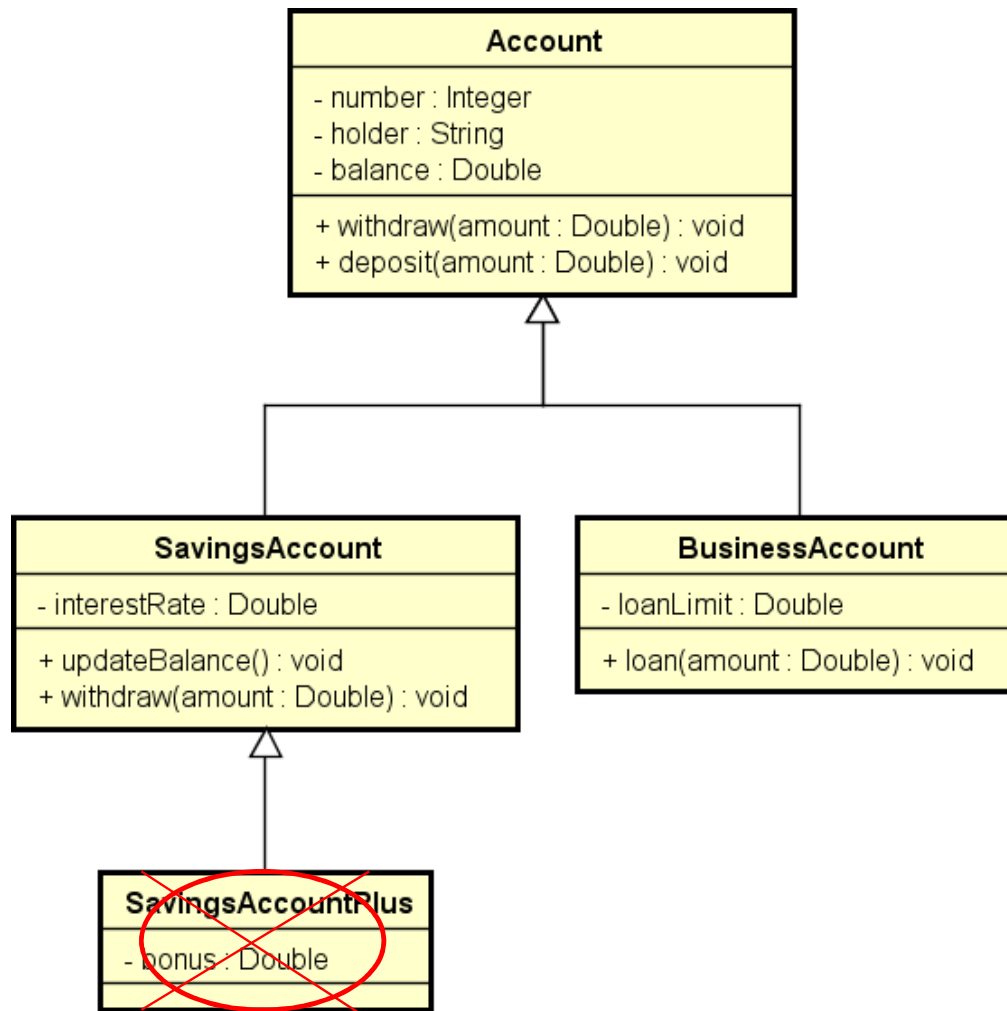 Account
- number : Integer
- holder : String
- balance : Double
+ withdraw(amount : Double) : void
+ deposit(amount : Double) : void
SavingsAccount
- interestRate : Double
+ updateBalance() : void
+ withdraw(amount : Double) : void
BusinessAccount
- loanLimit : Double
+ loan(amount : Double) : void
SavingsAccountPlus
- bonus : Double